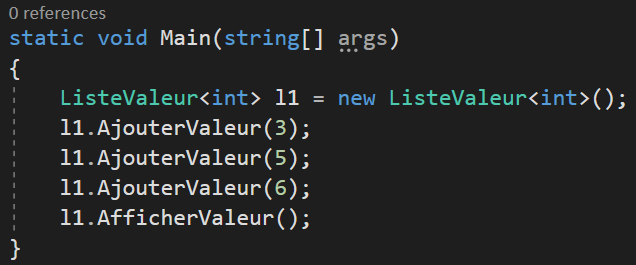 0 references
static void Main(string[] args)
{
ListeValeur<int> l1 = new ListeValeur<int>();
l1.AjouterValeur(3);
l1.AjouterValeur(5);
l1.AjouterValeur(6);
l1.AfficherValeur();
}